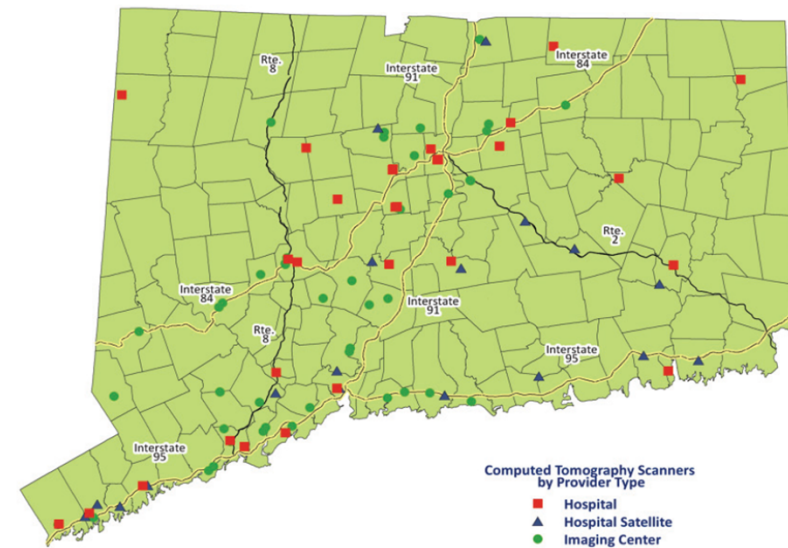 Rte.
8
Interstate
91
Interstate
84
Rte.
2
Interstate
84
Interstate
91
Rte.
8
Interstate
95
Interstate
95
Computed Tomography Scanners
by Provider Type
Hospital
Hospital Satellite
Imaging Center